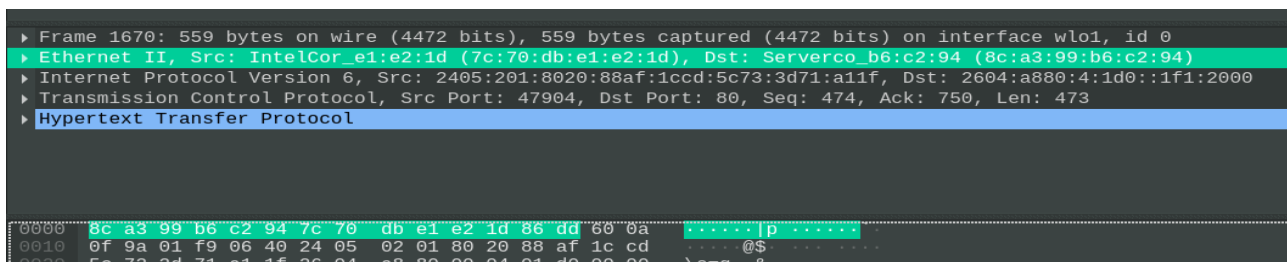 Frame 1670: 559 bytes on wire (4472 bits), 559 bytes captured (4472 bits) on interface wlo1, id 0
Ethernet II, Src: IntelCor_e1:e2:1d (7c:70:db:e1:e2:1d), Dst: Serverco_b6:c2:94 (8c:a3:99:b6:c2:94)
Internet Protocol Version 6, Src: 2405:201:8020:88af:1ccd:5c73:3d71:a11f, Dst: 2604:a880:4:1d0::1f1:2000
Transmission Control Protocol, Src Port: 47904, Dst Port: 80, Seq: 474, Ack: 750, Len: 473
Hypertext Transfer Protocol
0000 8c a3 99 b6 c2 94 7c 70 db e1 e2 1d 86 dd 60 0a ······|p ········
0010 0f 9a 01 f9 06 40 24 05 02 01 80 20 88 af 1c cd ·····@$· ··· ····